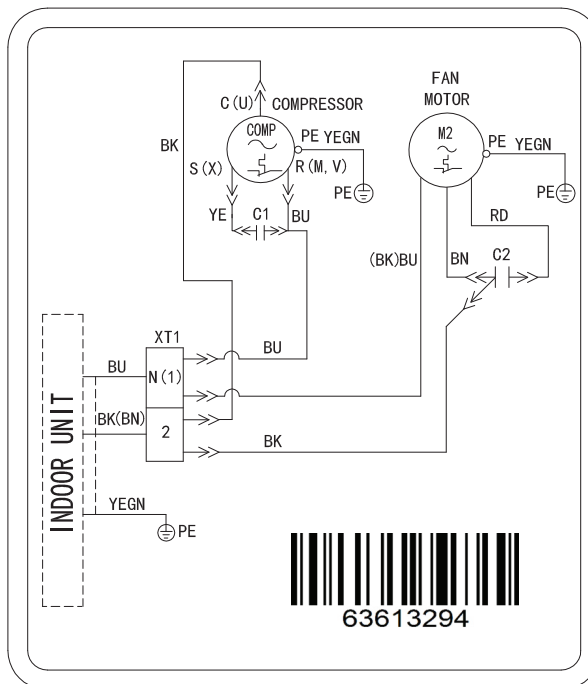 FAN
MOTOR
C(U) COMPRESSOR
COMP
M2
BK
PE YEGN
PE YEGN
S(X)
R(M, V)
PE
PE
YE
C1
BU
RD
(BK)BU
BN
C2
XT1
BU
BU
N(1)
BK(BN)
2
BK
INDOOR UNIT
YEGN
PE
63613294